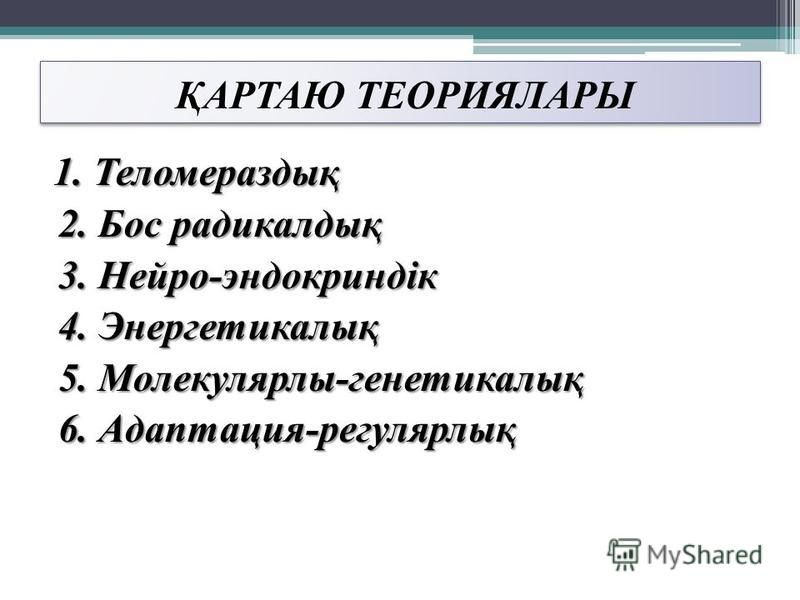 ҚАРТАЮ ТЕОРИЯЛАРЫ
1. Теломераздық
2. Бос радикалдық
3. Нейро-эндокриндік
4. Энергетикалық
5. Молекулярлы-генетикалық
6. Адаптация-регулярлық
MyShared